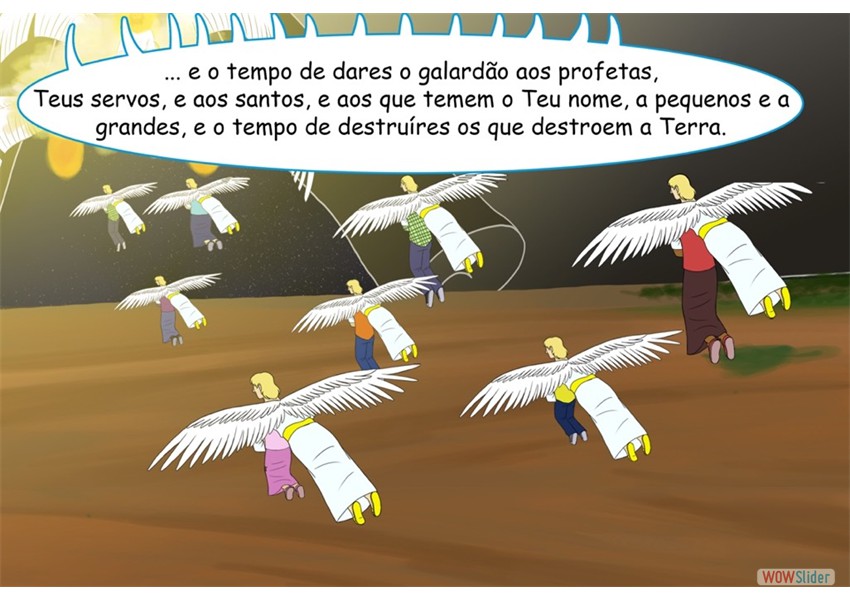 ... e o tempo de dares o galardão aos profetas,
Teus servos, e aos santos, e aos que temem o Teu nome, a pequenos e a
grandes, e o tempo de destruíres os que destroem a Terra.
WOWSlider